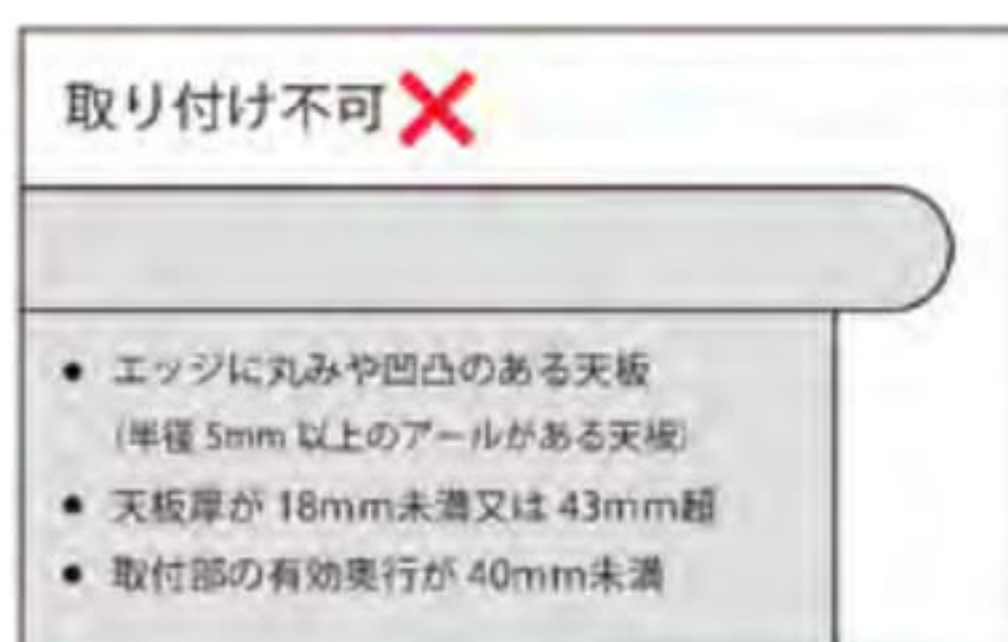 取り付け不可
● エッジに丸みや凹凸のある天板
(半径 5mm 以上のアールがある天板)
● 天板厚が 18mm未満又は 43mm超
● 取付部の有効奥行が 40mm未満